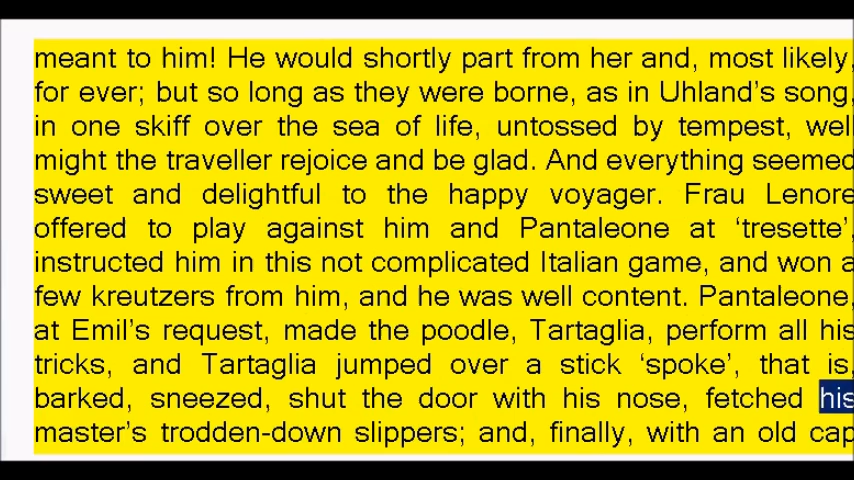 meant to him! He would shortly part from her and, most likely,
for ever; but so long as they were borne, as in Uhland’s song,
in one skiff over the sea of life, untossed by tempest, well
might the traveller rejoice and be glad. And everything seemed
sweet and delightful to the happy voyager. Frau Lenore
offered to play against him and Pantaleone at ‘tresette’,
instructed him in this not complicated Italian game, and won a
few kreutzers from him, and he was well content. Pantaleone,
at Emil’s request, made the poodle, Tartaglia, perform all his
tricks, and Tartaglia jumped over a stick ‘spoke’, that is,
barked, sneezed, shut the door with his nose, fetched his
master’s trodden-down slippers; and, finally, with an old cap